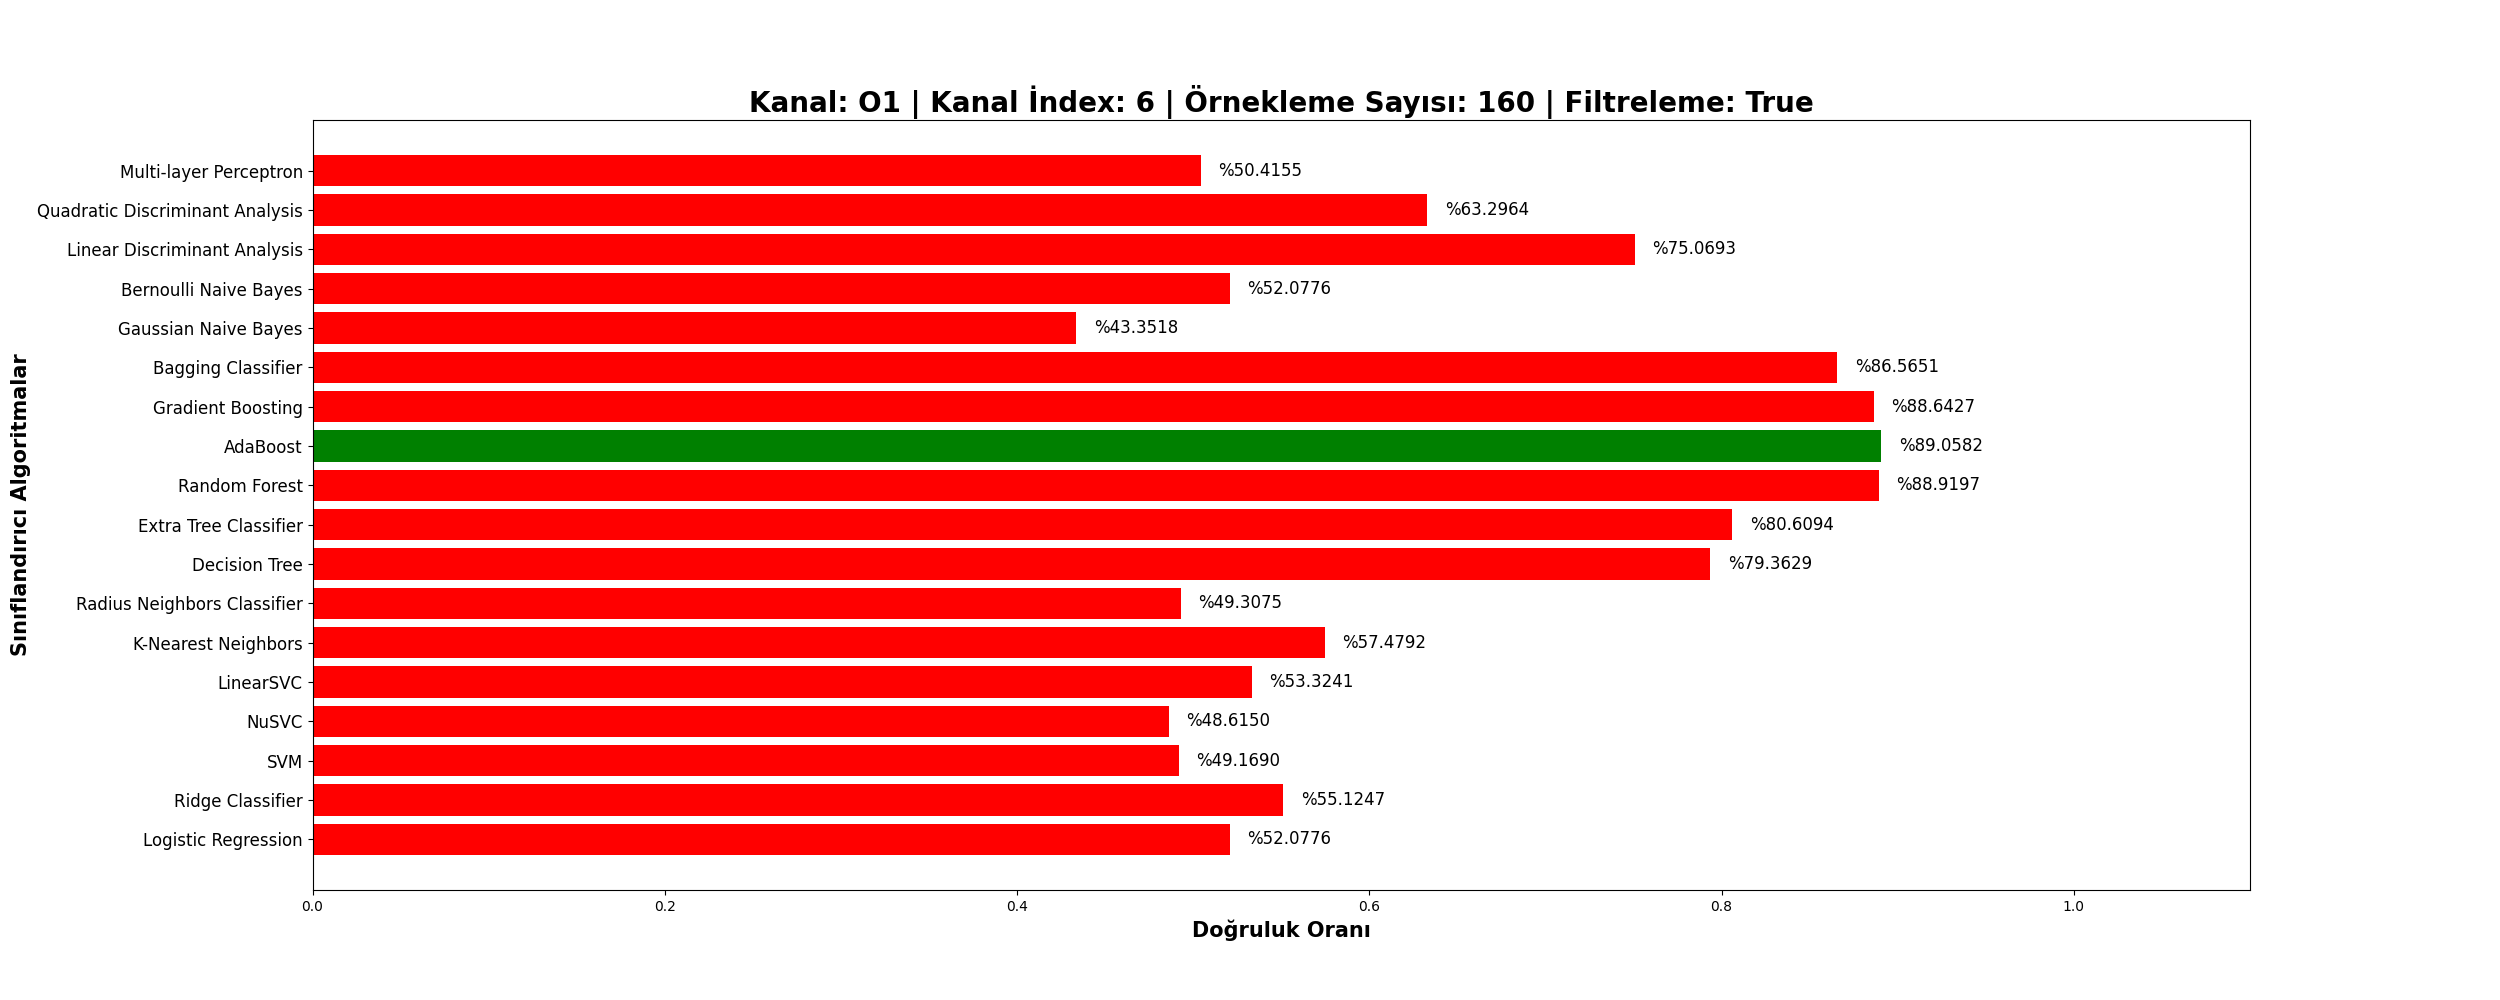 Kanal: O1 | Kanal İndex: 6 | Örnekleme Sayısı: 160 | Filtreleme: True
Sınıflandırıcı Algoritmalar
Multi-layer Perceptron %50.4155
Quadratic Discriminant Analysis %63.2964
Linear Discriminant Analysis %75.0693
Bernoulli Naive Bayes %52.0776
Gaussian Naive Bayes %43.3518
Bagging Classifier %86.5651
Gradient Boosting %88.6427
AdaBoost %89.0582
Random Forest %88.9197
Extra Tree Classifier %80.6094
Decision Tree %79.3629
Radius Neighbors Classifier %49.3075
K-Nearest Neighbors %57.4792
LinearSVC %53.3241
NuSVC %48.6150
SVM %49.1690
Ridge Classifier %55.1247
Logistic Regression %52.0776
0.0 0.2 0.4 0.6 0.8 1.0
Doğruluk Oranı